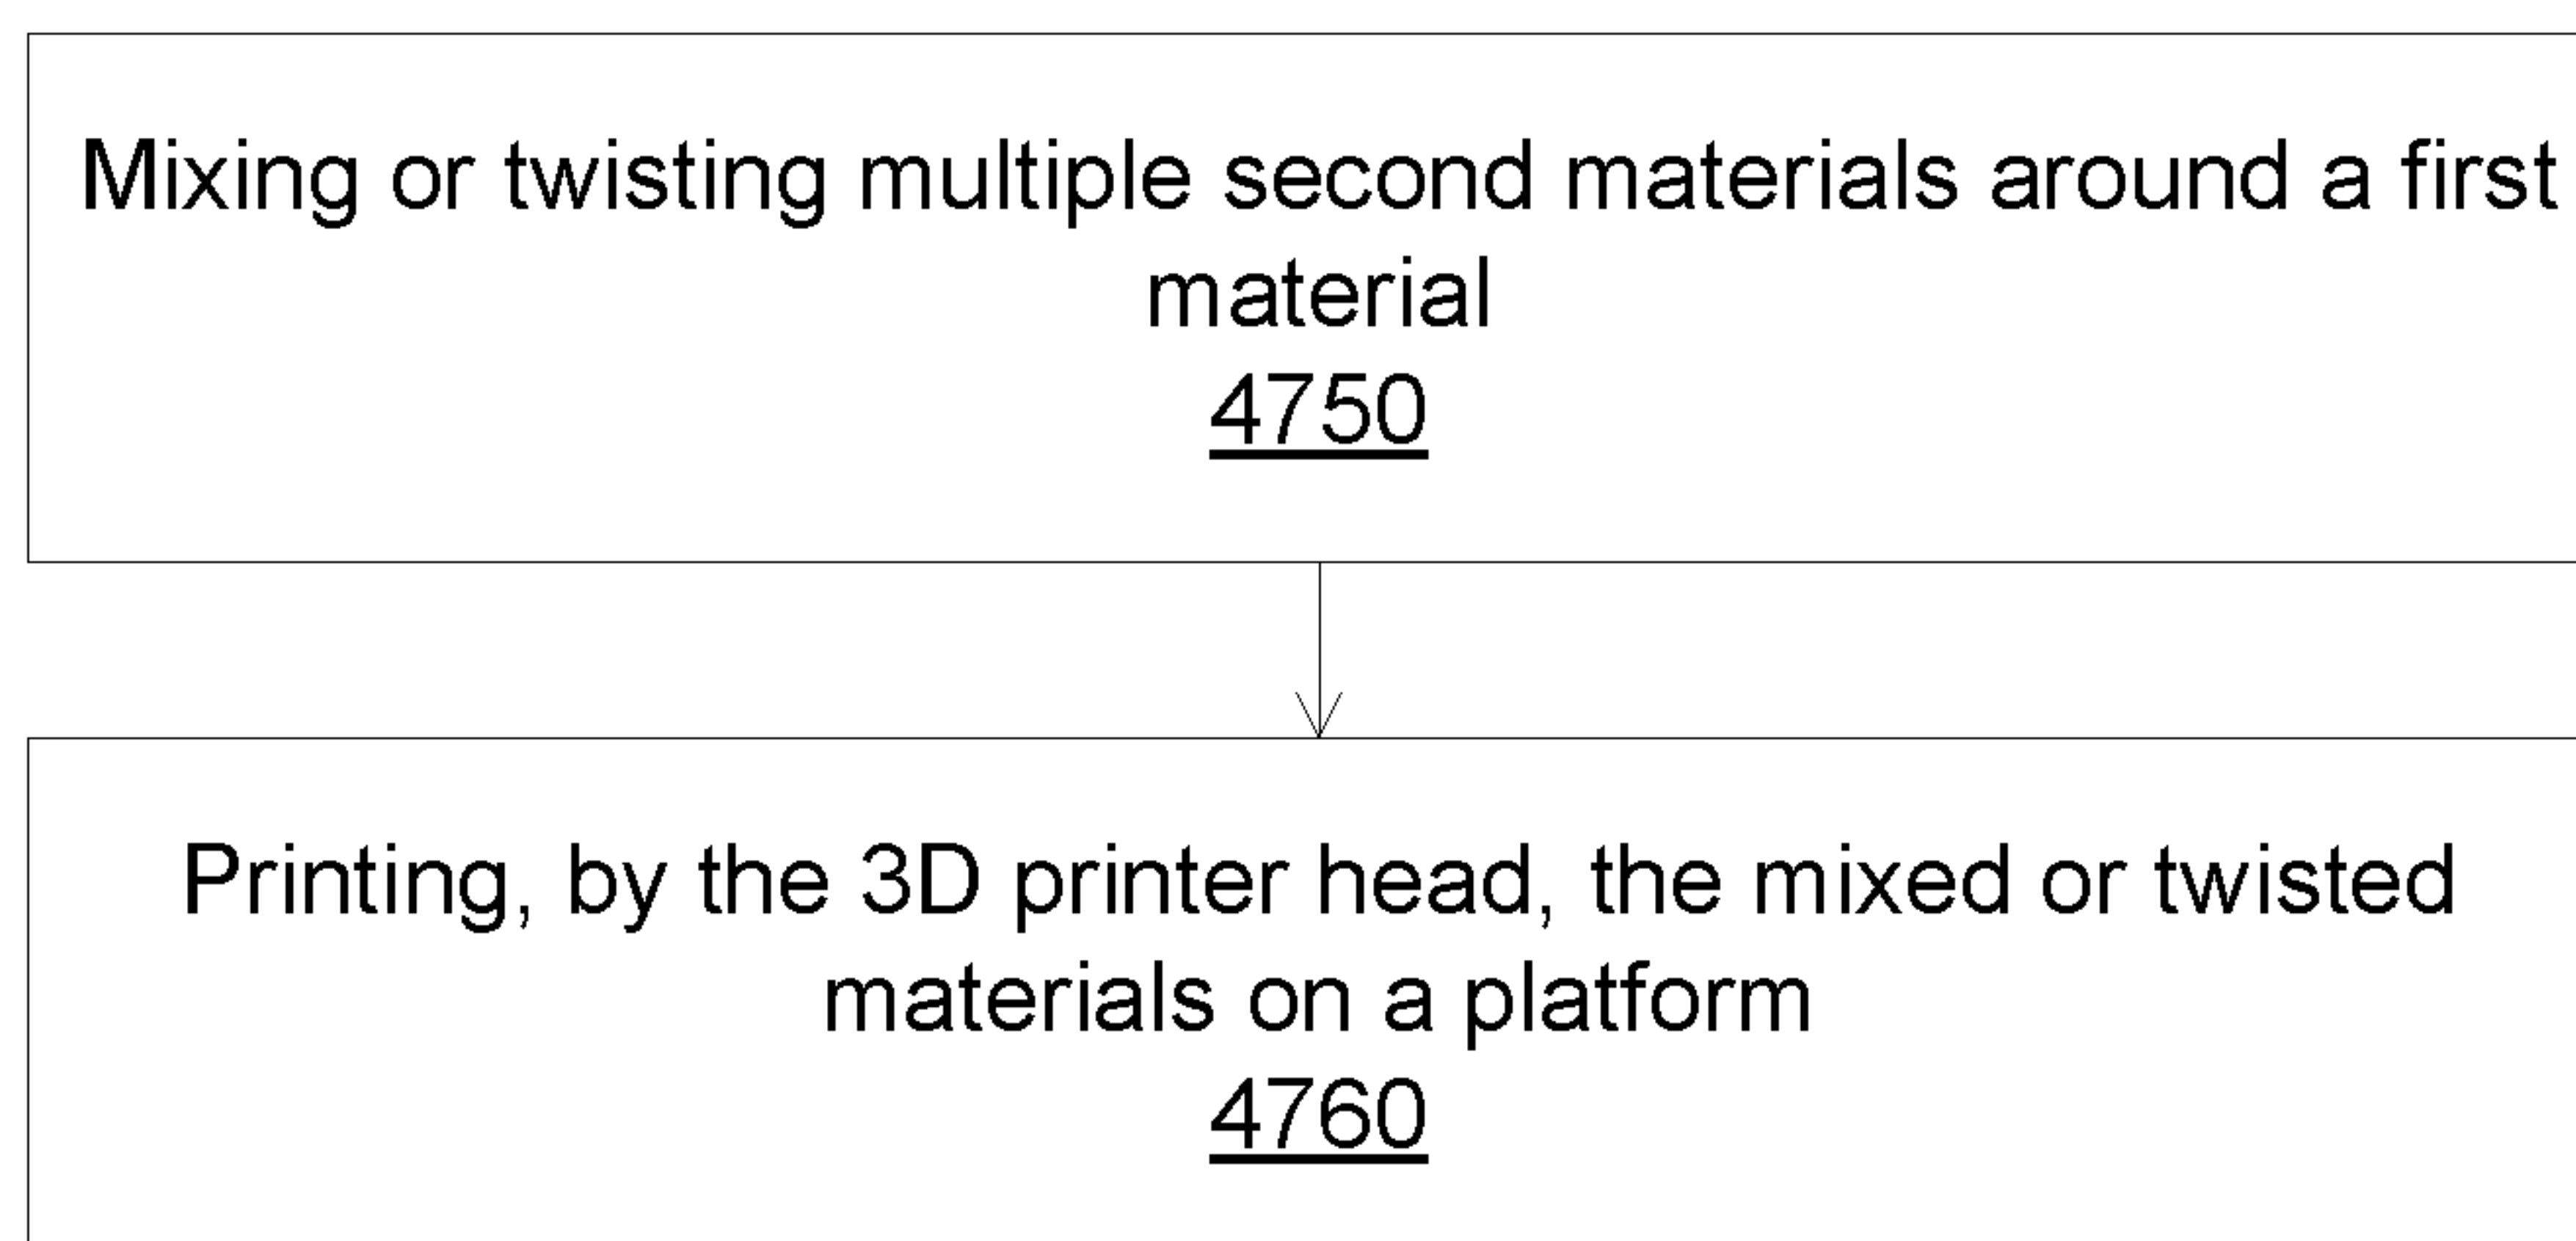 Mixing or twisting multiple second materials around a first
material
4750
Printing, by the 3D printer head, the mixed or twisted
materials on a platform
4760